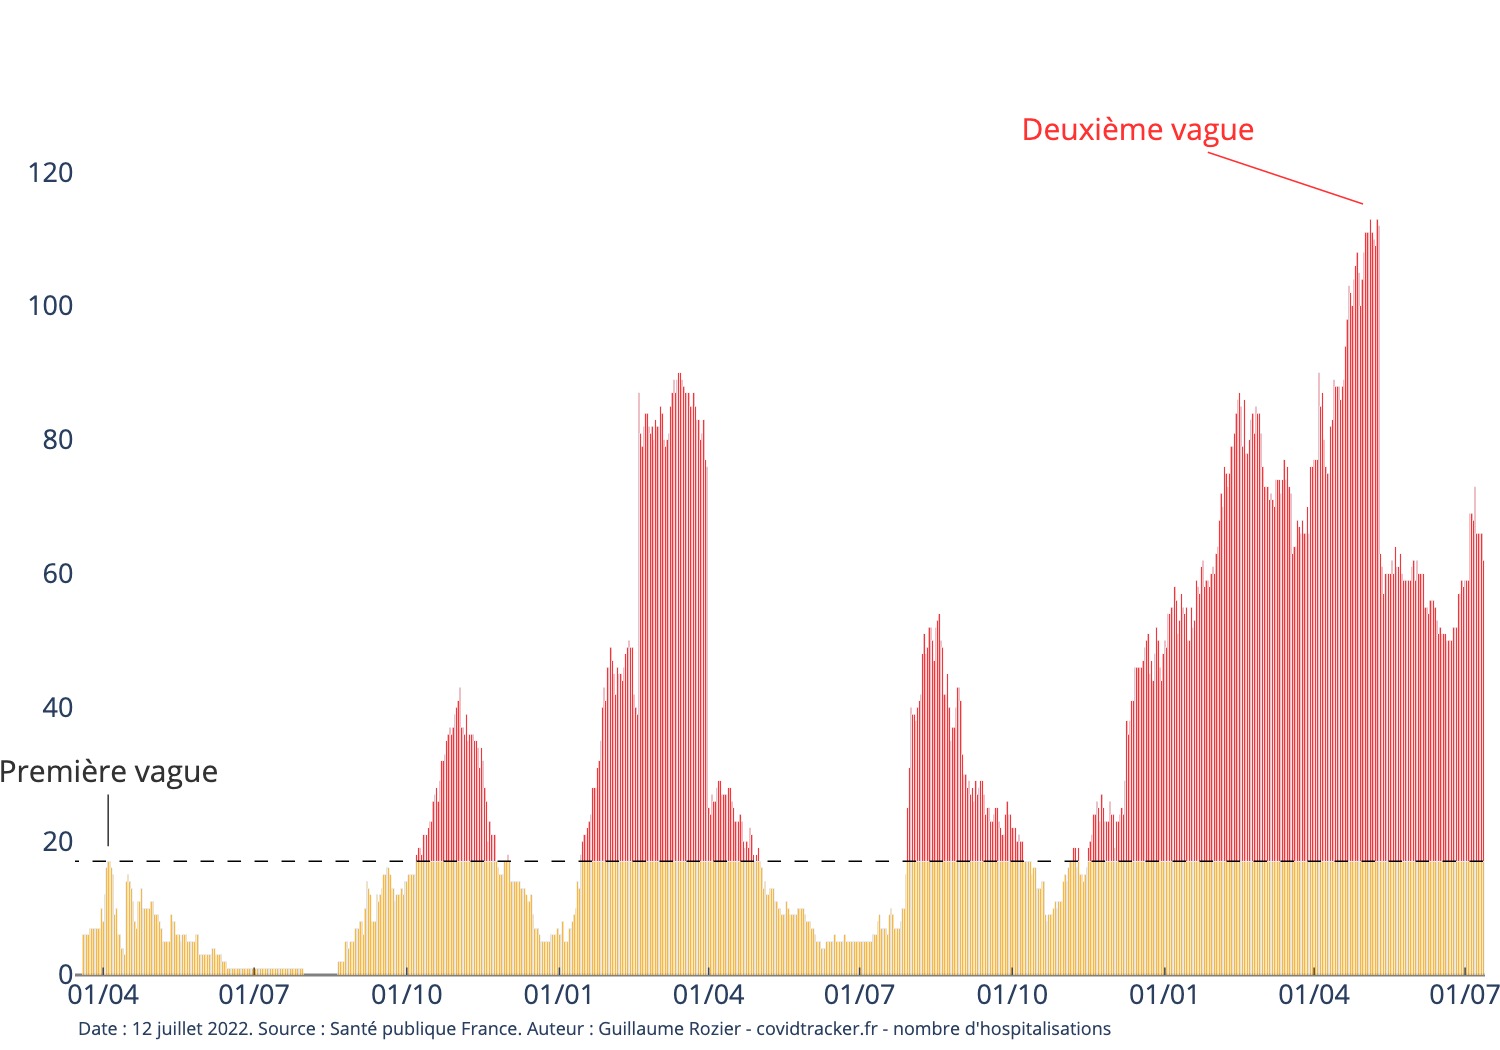 Deuxième vague
120
100
80
60
40
Première vague
20
0
01/04 01/07 01/10 01/01 01/04 01/07 01/10 01/01 01/04 01/07
Date : 12 juillet 2022. Source : Santé publique France. Auteur : Guillaume Rozier - covidtracker.fr - nombre d'hospitalisations